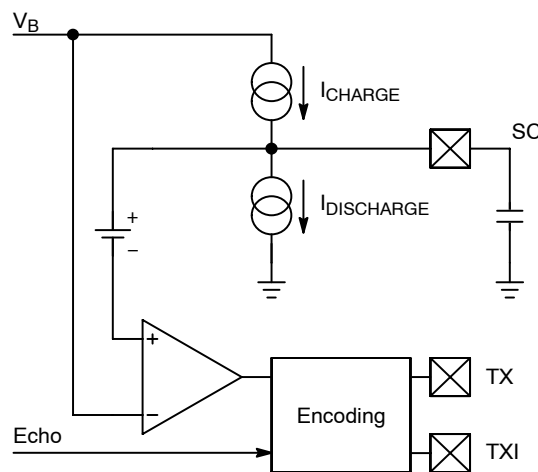 V_B
I_CHARGE
SC
I_DISCHARGE
+
−
+
−
TX
Encoding
Echo
TXI